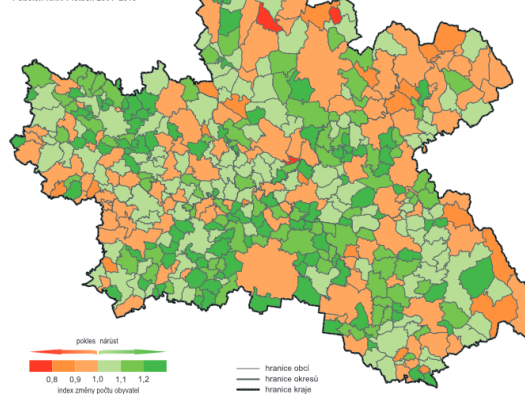 pokles nárůst
0,8 0,9 1,0 1,1 1,2
index změny počtu obyvatel
hranice obcí
hranice okresů
hranice kraje